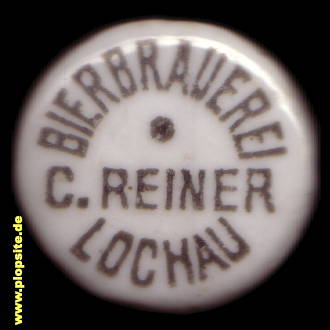 BIERBRAUEREI
C. REINER
LOCHAU
www.plopsite.de